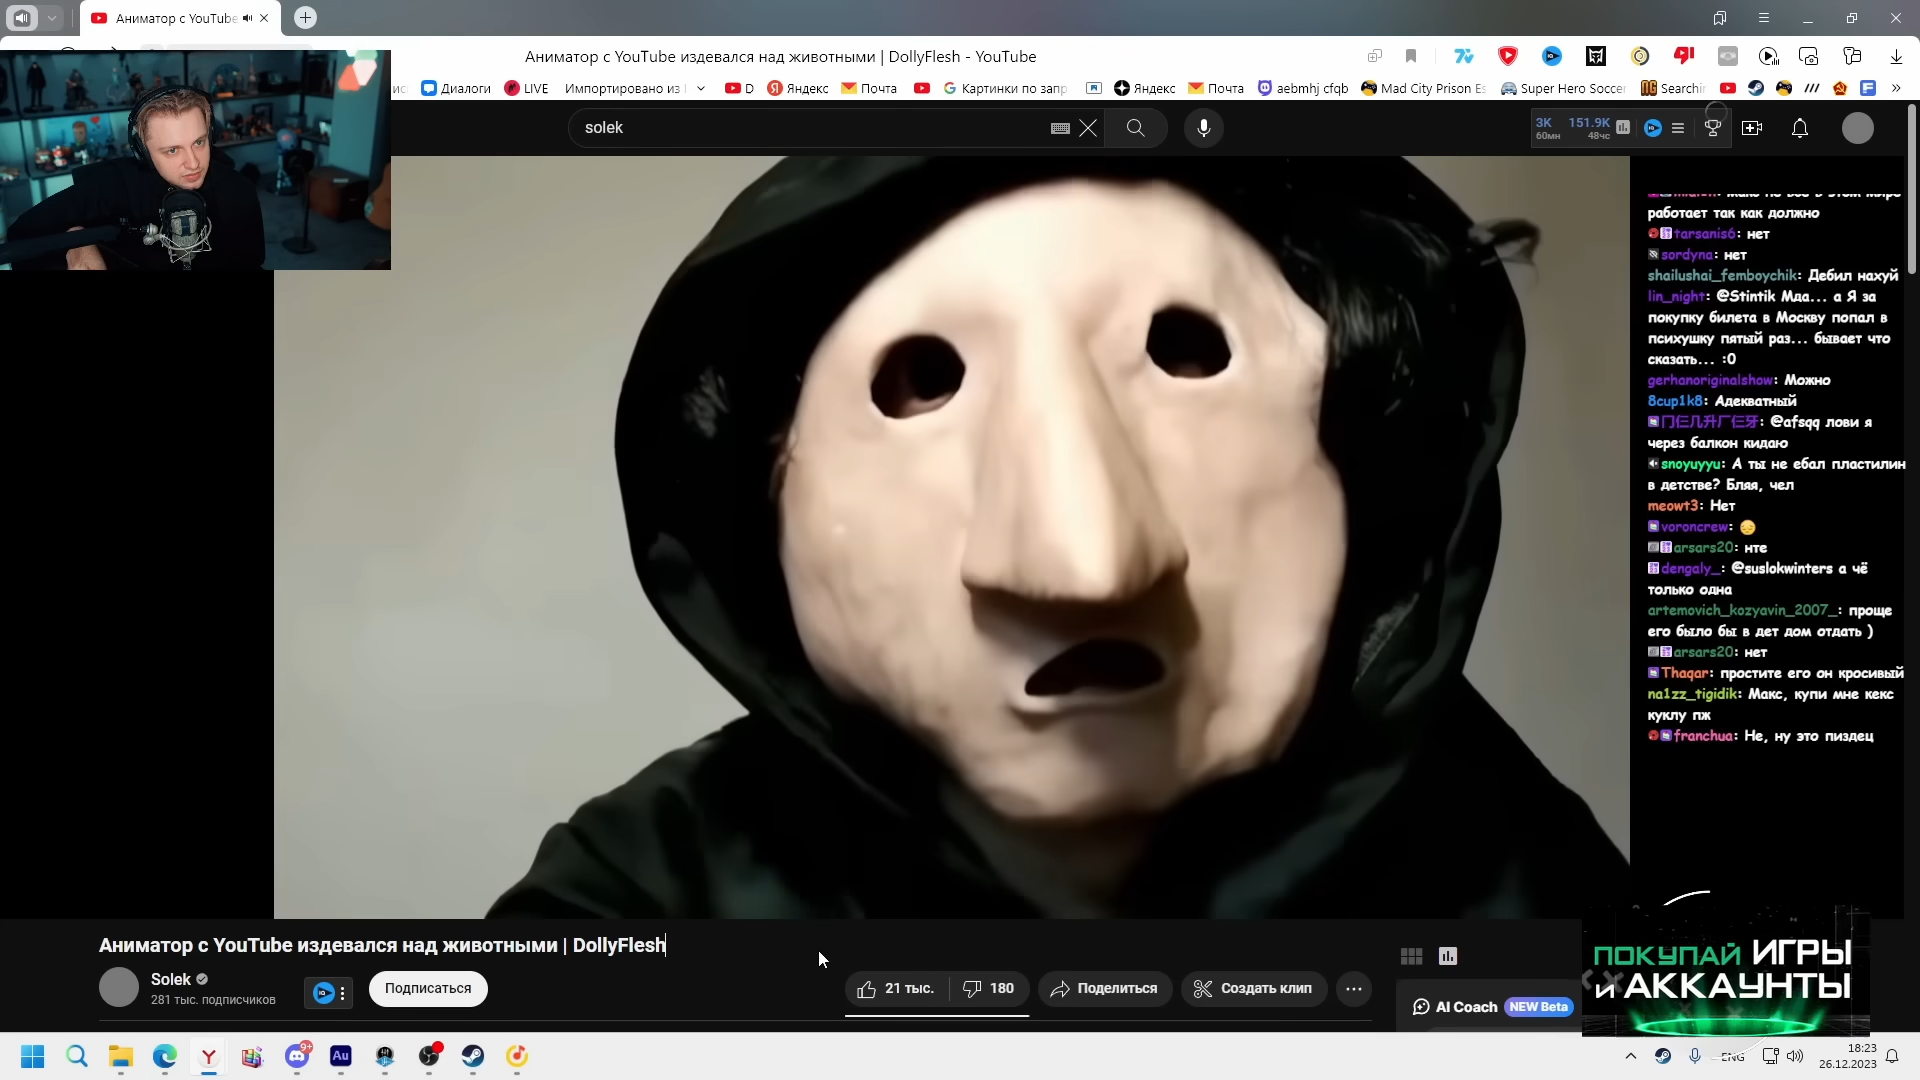 Аниматор с YouTube
Аниматор с YouTube издевался над животными | DollyFlesh - YouTube
Диалоги
LIVE
Импортировано из
D
Яндекс
Почта
Картинки по запр
Яндекс
Почта
aebmhj cfqb
Mad City Prison Es
Super Hero Soccer
Searchin
solek
3K 151.9K
60мн 48чс
работает так как должно
tarsanis6: нет
sordyna: нет
shailushai_femboychik: Дебил нахуй
lin_night: @Stintik Мда... а Я за
покупку билета в Москву попал в
психушку пятый раз... бывает что
сказать... :0
gerhanoriginalshow: Можно
8cup1k8: Адекватный
@afsqq лови я
через балкон кидаю
snoyuyyu: А ты не ебал пластилин
в детстве? Бляя, чел
meowt3: Нет
voroncrew: 😔
arsars20: нте
dengaly_: @suslokwinters а чё
только одна
artemovich_kozyavin_2007_: проще
его было бы в дет дом отдать )
arsars20: нет
Thaqar: простите его он кросивый
na1zz_tigidik: Макс, купи мне кекс
куклу пж
franchua: Не, ну это пиздец
Аниматор с YouTube издевался над животными | DollyFlesh
Solek
281 тыс. подписчиков
Подписаться
21 тыс.
180
Поделиться
Создать клип
AI Coach NEW Beta
ПОКУПАЙ ИГРЫ
и АККАУНТЫ
9+
Au
ENG
18:23
26.12.2023